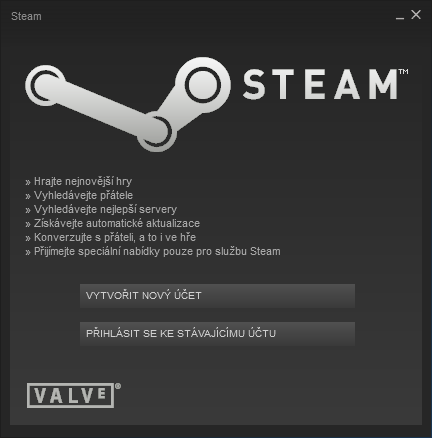 Steam
STEAM™
» Hrajte nejnovější hry
» Vyhledávejte přátele
» Vyhledávejte nejlepší servery
» Získávejte automatické aktualizace
» Konverzujte s přáteli, a to i ve hře
» Přijímejte speciální nabídky pouze pro službu Steam
VYTVOŘIT NOVÝ ÚČET
PŘIHLÁSIT SE KE STÁVAJÍCÍMU ÚČTU
VALVE®